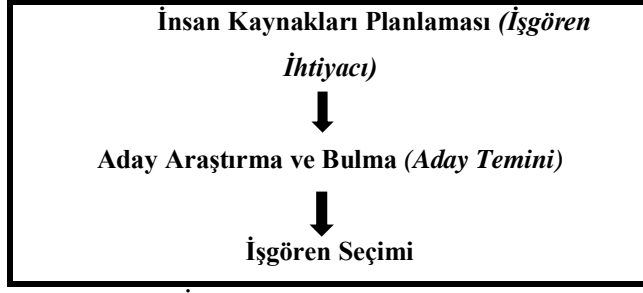 İnsan Kaynakları Planlaması (İşgören
İhtiyacı)
Aday Araştırma ve Bulma (Aday Temini)
İşgören Seçimi